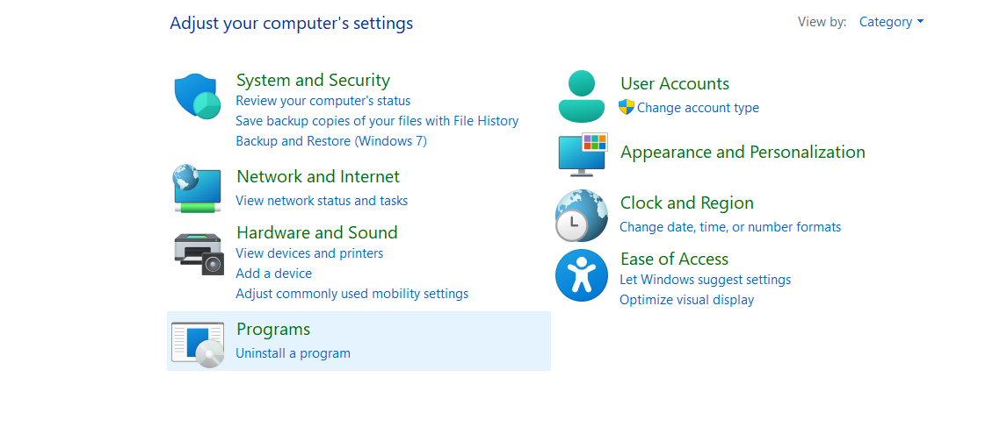 Adjust your computer's settings
View by: Category
System and Security
Review your computer's status
Save backup copies of your files with File History
Backup and Restore (Windows 7)
Network and Internet
View network status and tasks
Hardware and Sound
View devices and printers
Add a device
Adjust commonly used mobility settings
Programs
Uninstall a program
User Accounts
Change account type
Appearance and Personalization
Clock and Region
Change date, time, or number formats
Ease of Access
Let Windows suggest settings
Optimize visual display